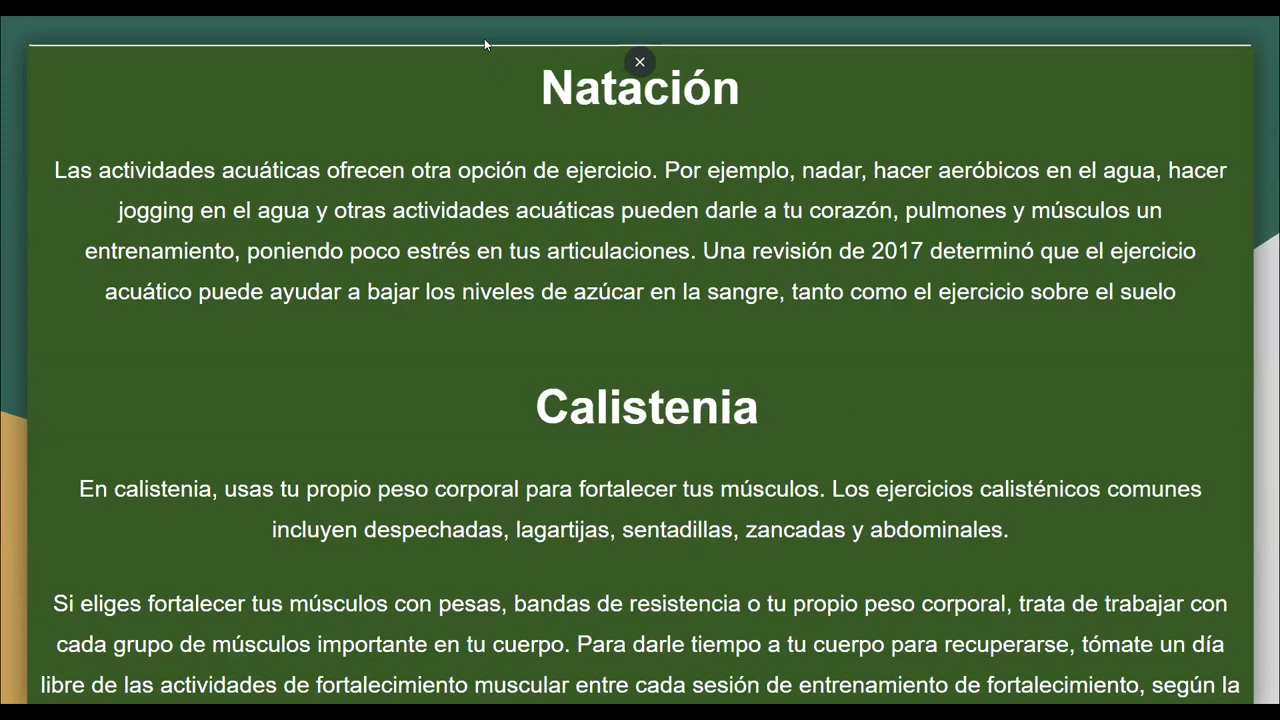 Natación
Las actividades acuáticas ofrecen otra opción de ejercicio. Por ejemplo, nadar, hacer aeróbicos en el agua, hacer
jogging en el agua y otras actividades acuáticas pueden darle a tu corazón, pulmones y músculos un
entrenamiento, poniendo poco estrés en tus articulaciones. Una revisión de 2017 determinó que el ejercicio
acuático puede ayudar a bajar los niveles de azúcar en la sangre, tanto como el ejercicio sobre el suelo
Calistenia
En calistenia, usas tu propio peso corporal para fortalecer tus músculos. Los ejercicios calisténicos comunes
incluyen despechadas, lagartijas, sentadillas, zancadas y abdominales.
Si eliges fortalecer tus músculos con pesas, bandas de resistencia o tu propio peso corporal, trata de trabajar con
cada grupo de músculos importante en tu cuerpo. Para darle tiempo a tu cuerpo para recuperarse, tómate un día
libre de las actividades de fortalecimiento muscular entre cada sesión de entrenamiento de fortalecimiento, según la